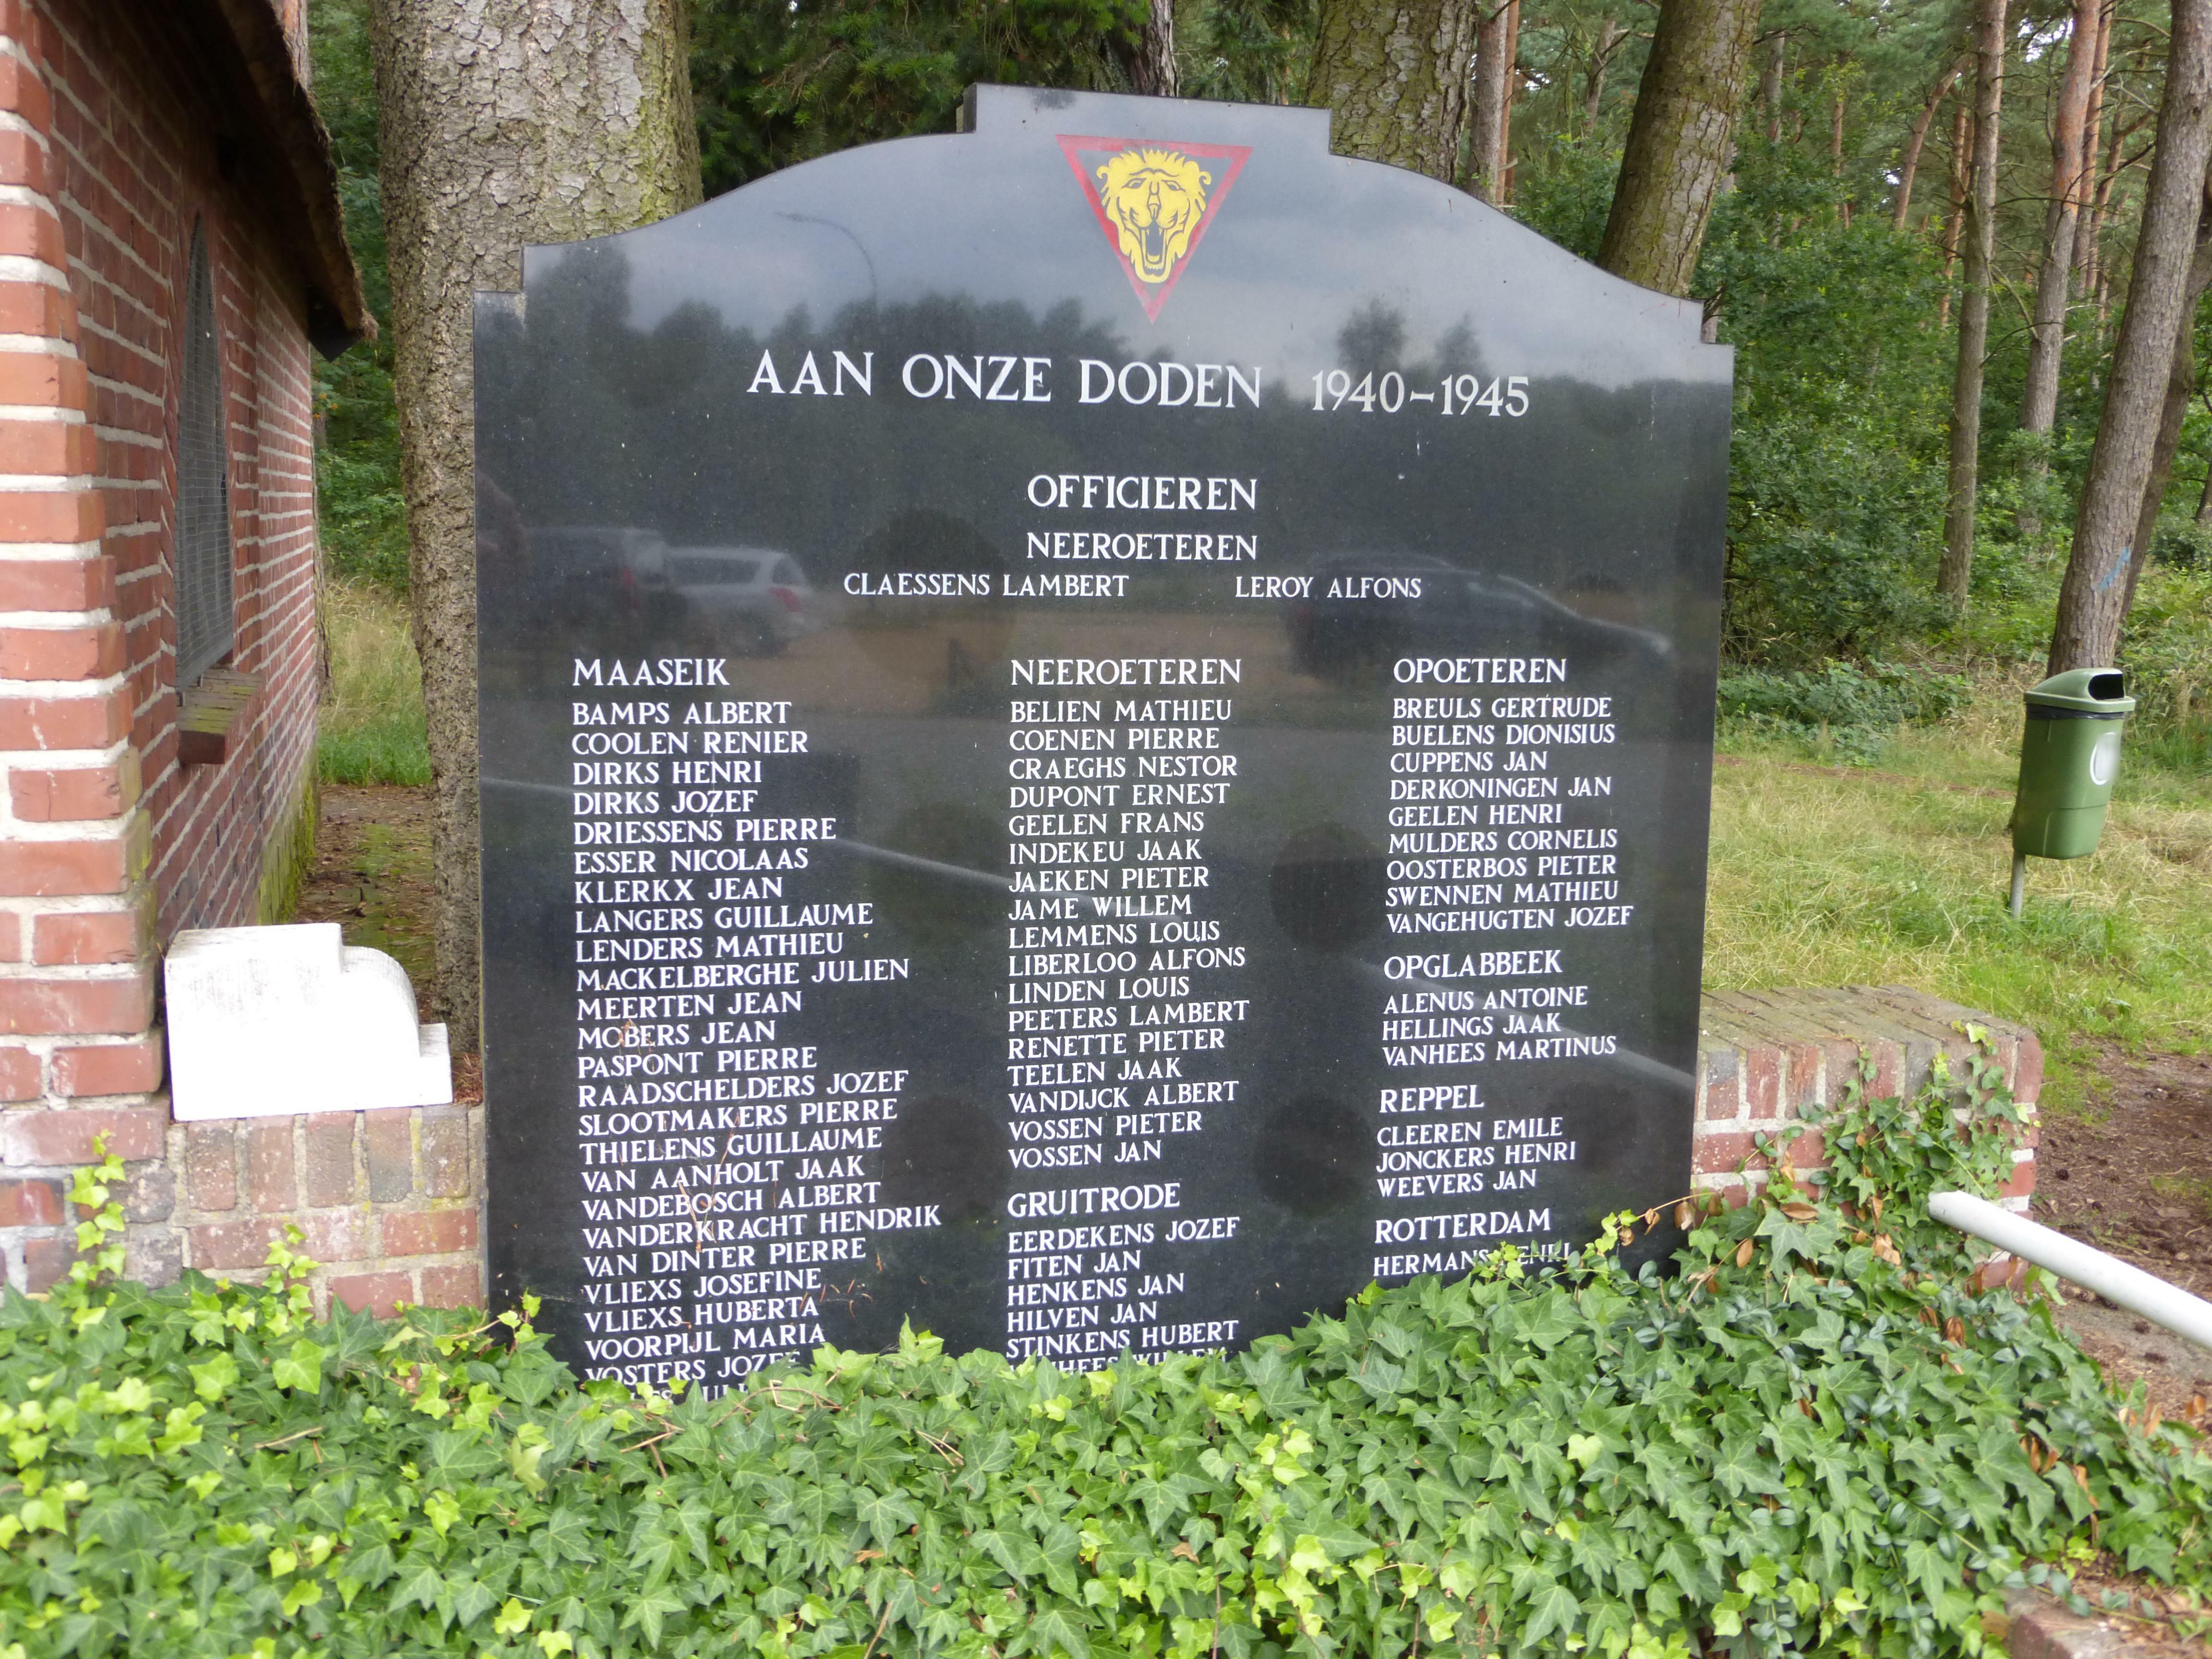 AAN ONZE DODEN 1940-1945
OFFICIEREN
NEEROETEREN
CLAESSENS LAMBERT LEROY ALFONS
MAASEIK
BAMPS ALBERT
COOLEN RENIER
DIRKS HENRI
DIRKS JOZEF
DRIESSENS PIERRE
ESSER NICOLAAS
KLERKX JEAN
LANGERS GUILLAUME
LENDERS MATHIEU
MACKELBERGHE JULIEN
MEERTEN JEAN
MOBERS JEAN
PASPONT PIERRE
RAADSCHELDERS JOZEF
SLOOTMAKERS PIERRE
THIELENS GUILLAUME
VAN AANHOLT JAAK
VANDEBOSCH ALBERT
VANDERKRACHT HENDRIK
VAN DINTER PIERRE
VLIEXS JOSEFINE
VLIEXS HUBERTA
VOORPIJL MARIA
VOSTERS JOZEF
NEEROETEREN
BELIEN MATHIEU
COENEN PIERRE
CRAEGHS NESTOR
DUPONT ERNEST
GEELEN FRANS
INDEKEU JAAK
JAEKEN PIETER
JAME WILLEM
LEMMENS LOUIS
LIBERLOO ALFONS
LINDEN LOUIS
PEETERS LAMBERT
RENETTE PIETER
TEELEN JAAK
VANDIJCK ALBERT
VOSSEN PIETER
VOSSEN JAN
GRUITRODE
EERDEKENS JOZEF
FITEN JAN
HENKENS JAN
HILVEN JAN
STINKENS HUBERT
OPOETEREN
BREULS GERTRUDE
BUELENS DIONISIUS
CUPPENS JAN
DERKONINGEN JAN
GEELEN HENRI
MULDERS CORNELIS
OOSTERBOS PIETER
SWENNEN MATHIEU
VANGEHUGTEN JOZEF
OPGLABBEEK
ALENUS ANTOINE
HELLINGS JAAK
VANHEES MARTINUS
REPPEL
CLEEREN EMILE
JONCKERS HENRI
WEEVERS JAN
ROTTERDAM
HERMANS HENRI